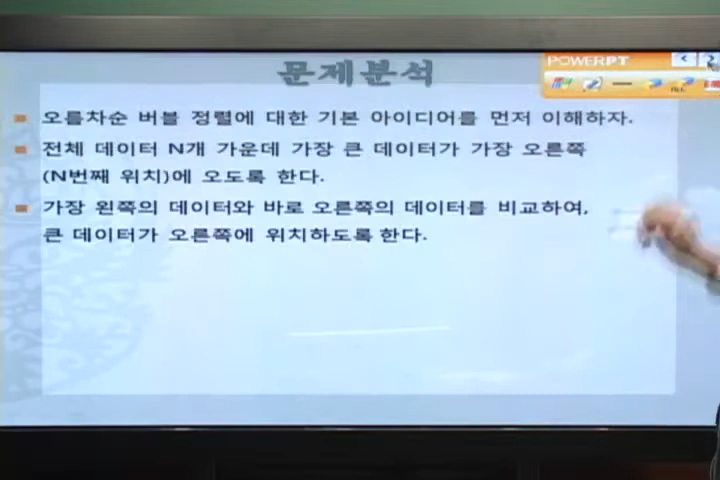 문제분석
POWERPT
오름차순 버블 정렬에 대한 기본 아이디어를 먼저 이해하자.
전체 데이터 N개 가운데 가장 큰 데이터가 가장 오른쪽
(N번째 위치)에 오도록 한다.
가장 왼쪽의 데이터와 바로 오른쪽의 데이터를 비교하여,
큰 데이터가 오른쪽에 위치하도록 한다.